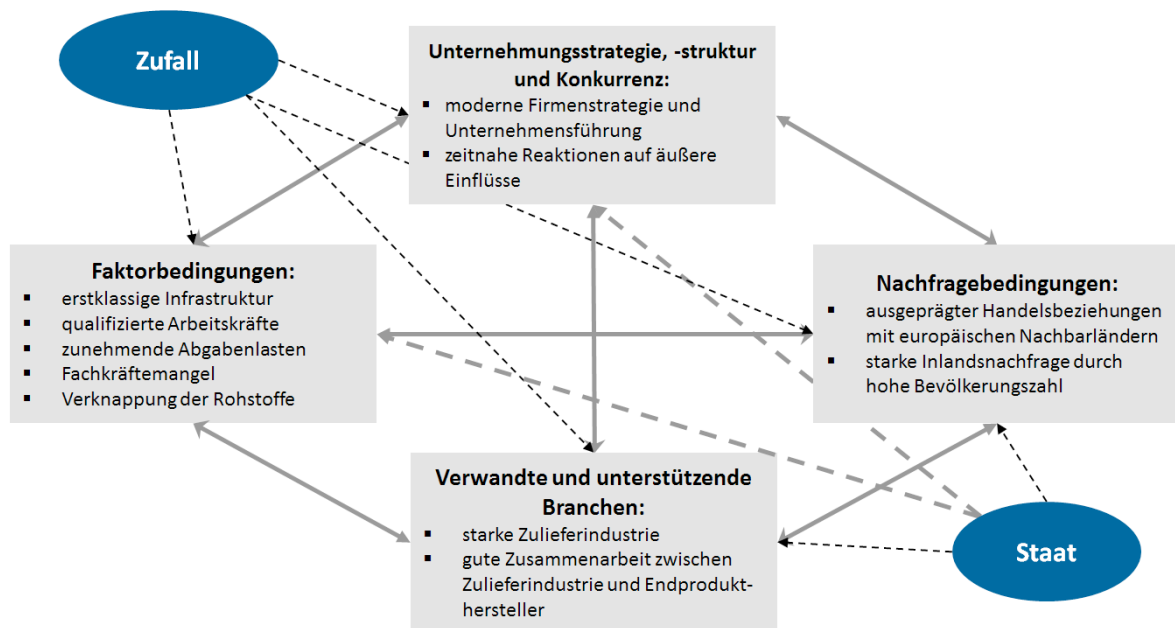 Zufall
Unternehmungsstrategie, -struktur
und Konkurrenz:
▪ moderne Firmenstrategie und
Unternehmensführung
▪ zeitnahe Reaktionen auf äußere
Einflüsse
Faktorbedingungen:
▪ erstklassige Infrastruktur
▪ qualifizierte Arbeitskräfte
▪ zunehmende Abgabenlasten
▪ Fachkräftemangel
▪ Verknappung der Rohstoffe
Nachfragebedingungen:
▪ ausgeprägter Handelsbeziehungen
mit europäischen Nachbarländern
▪ starke Inlandsnachfrage durch
hohe Bevölkerungszahl
Verwandte und unterstützende
Branchen:
▪ starke Zulieferindustrie
▪ gute Zusammenarbeit zwischen
Zulieferindustrie und Endprodukt-
hersteller
Staat